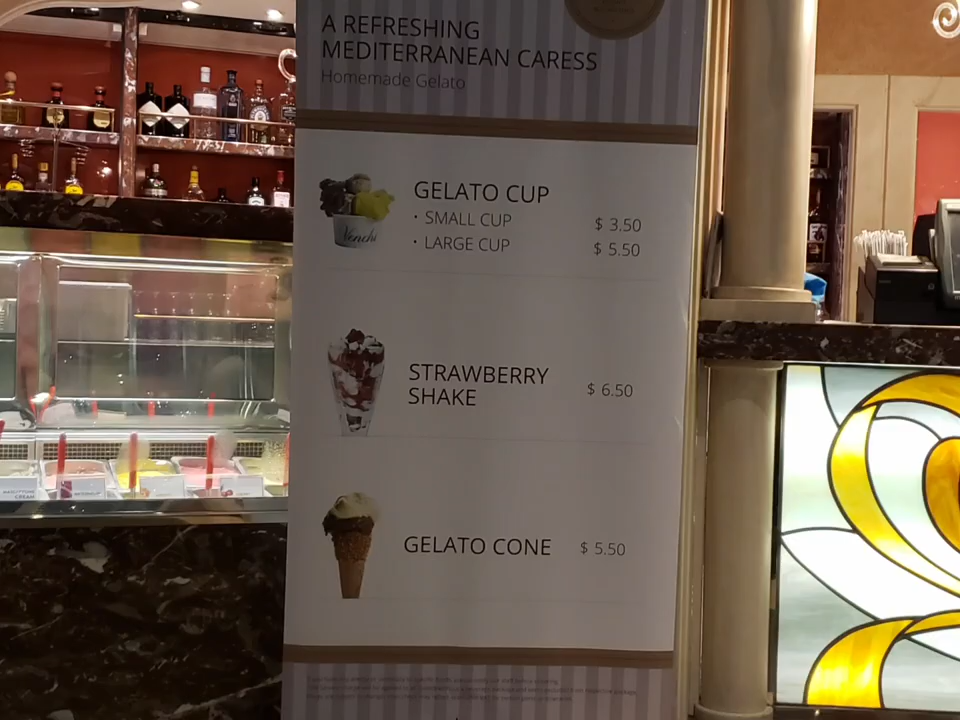 A REFRESHING
MEDITERRANEAN CARESS
Homemade Gelato
Venchi
GELATO CUP
• SMALL CUP $ 3.50
• LARGE CUP $ 5.50
STRAWBERRY
SHAKE
$ 6.50
GELATO CONE $ 5.50